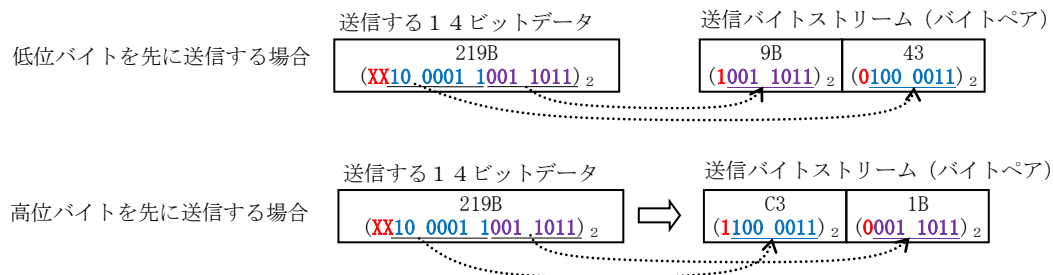 送信する１４ビットデータ
送信バイトストリーム（バイトペア）
低位バイトを先に送信する場合
219B
(XX10 0001 1001 1011)₂
9B
(1001 1011)₂
43
(0100 0011)₂
送信する１４ビットデータ
送信バイトストリーム（バイトペア）
高位バイトを先に送信する場合
219B
(XX10 0001 1001 1011)₂
C3
(1100 0011)₂
1B
(0001 1011)₂